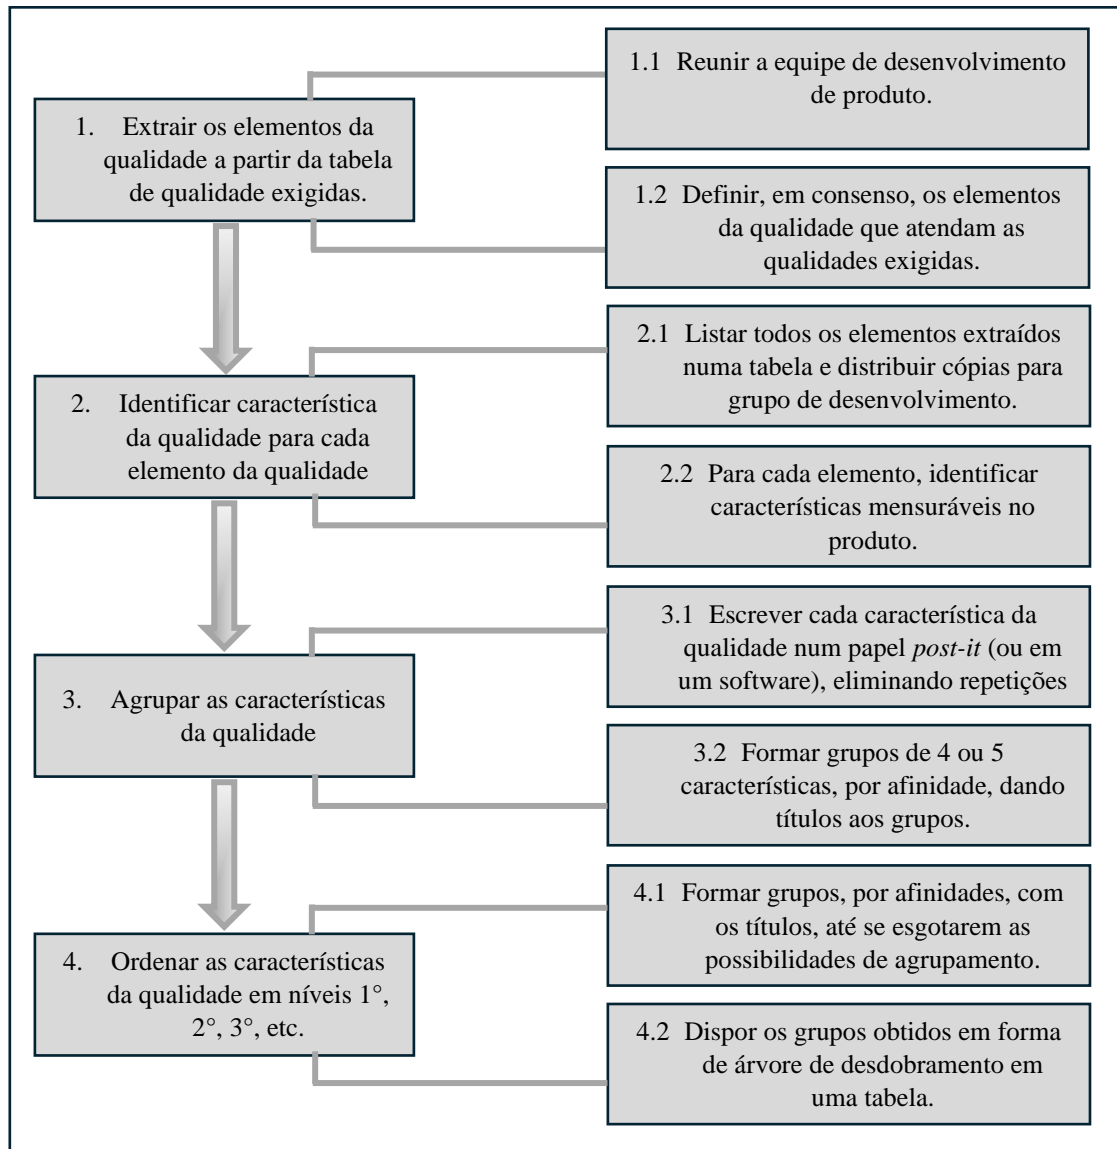 1. Extrair os elementos da
qualidade a partir da tabela
de qualidade exigidas.
1.1 Reunir a equipe de desenvolvimento
de produto.
1.2 Definir, em consenso, os elementos
da qualidade que atendam as
qualidades exigidas.
2. Identificar característica
da qualidade para cada
elemento da qualidade
2.1 Listar todos os elementos extraídos
numa tabela e distribuir cópias para
grupo de desenvolvimento.
2.2 Para cada elemento, identificar
características mensuráveis no
produto.
3. Agrupar as características
da qualidade
3.1 Escrever cada característica da
qualidade num papel post-it (ou em
um software), eliminando repetições
3.2 Formar grupos de 4 ou 5
características, por afinidade, dando
títulos aos grupos.
4. Ordenar as características
da qualidade em níveis 1°,
2°, 3°, etc.
4.1 Formar grupos, por afinidades, com
os títulos, até se esgotarem as
possibilidades de agrupamento.
4.2 Dispor os grupos obtidos em forma
de árvore de desdobramento em
uma tabela.